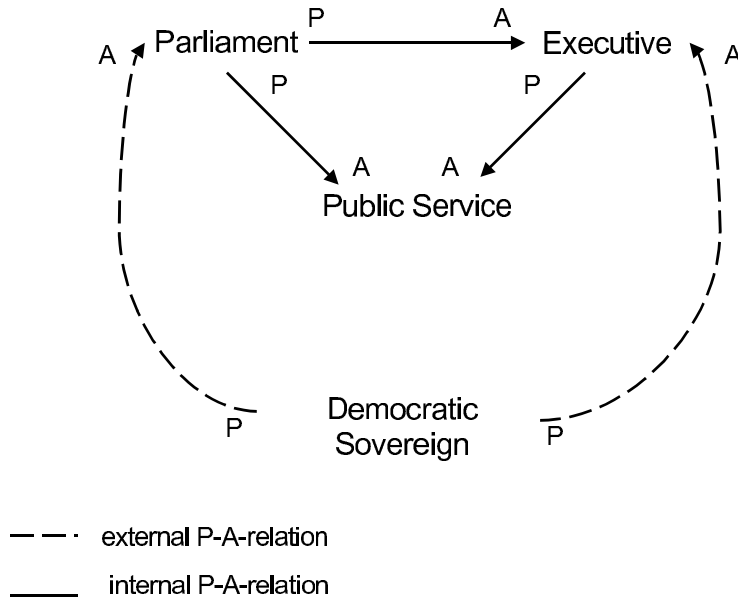 P A
A Parliament Executive A
P P
A A
Public Service
Democratic
Sovereign
P P
external P-A-relation
internal P-A-relation